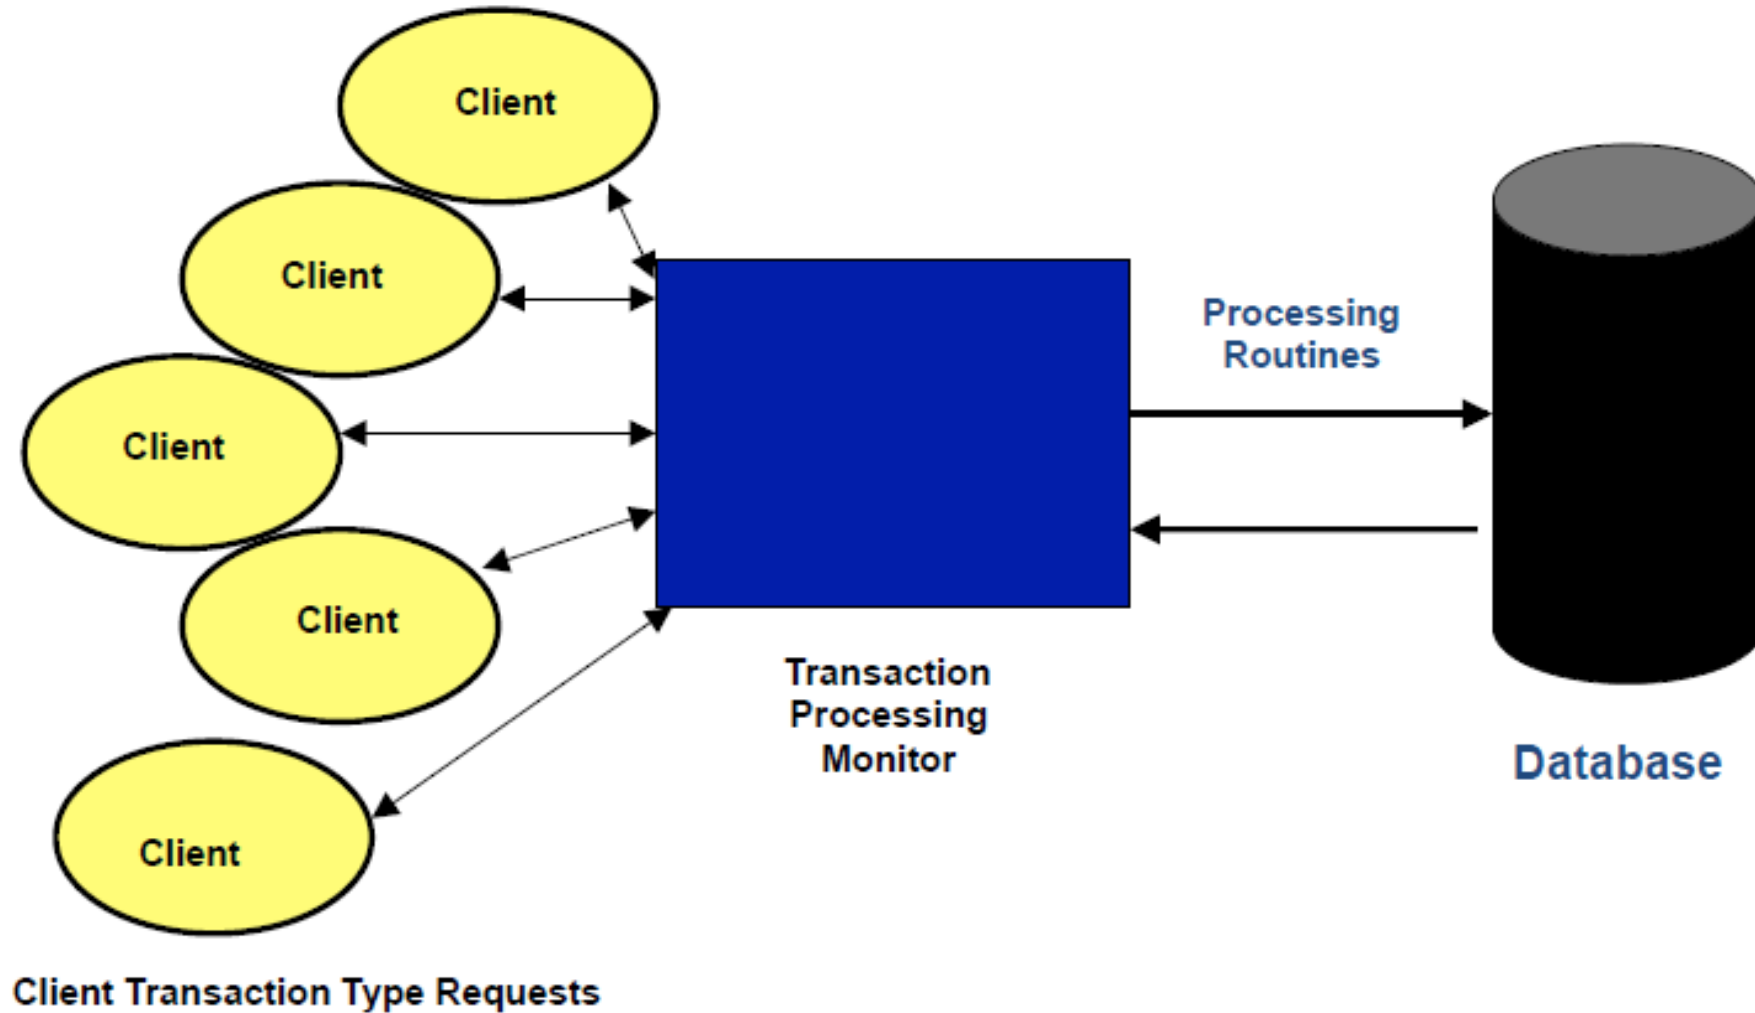 Client
Client
Client
Client
Client
Client Transaction Type Requests
Transaction
Processing
Monitor
Processing
Routines
Database